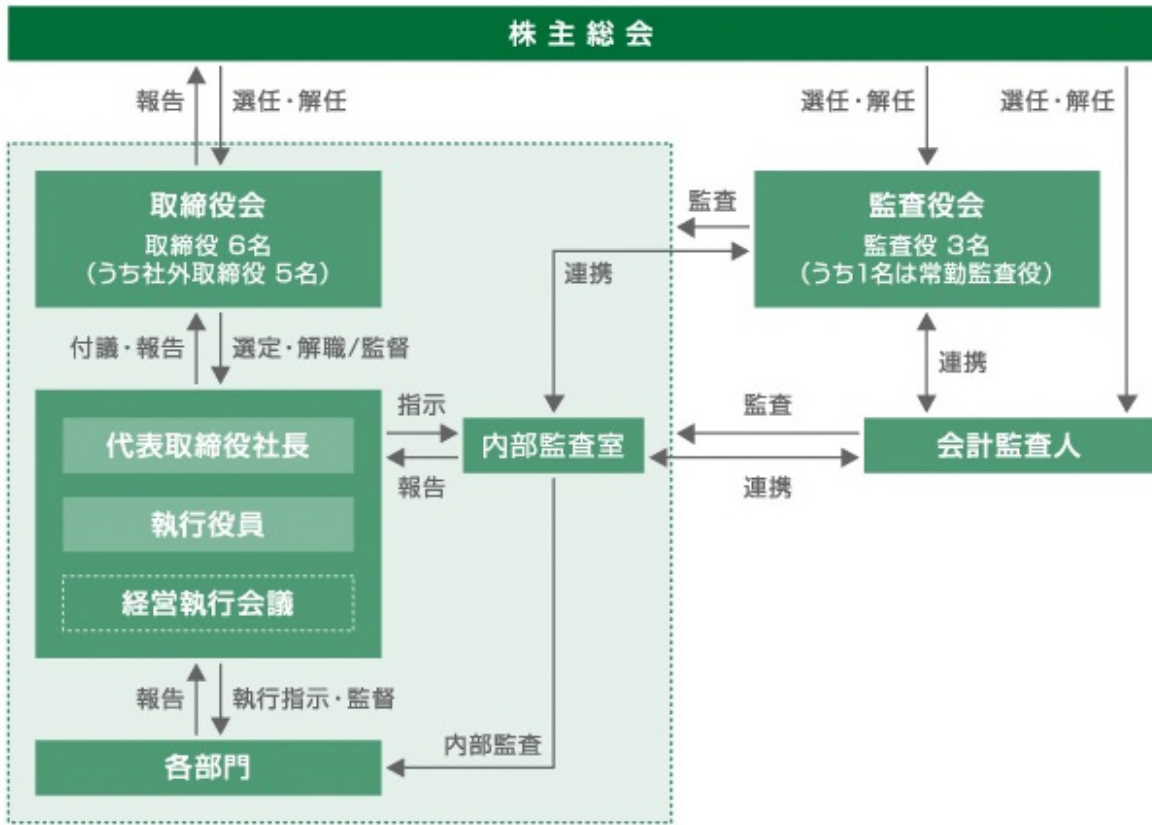 株主総会
報告
選任・解任
選任・解任
選任・解任
取締役会
取締役 6名
（うち社外取締役 5名）
監査
連携
監査役会
監査役 3名
（うち1名は常勤監査役）
付議・報告
選定・解職/監督
連携
代表取締役社長
執行役員
経営執行会議
指示
報告
内部監査室
監査
連携
会計監査人
報告
執行指示・監督
内部監査
各部門